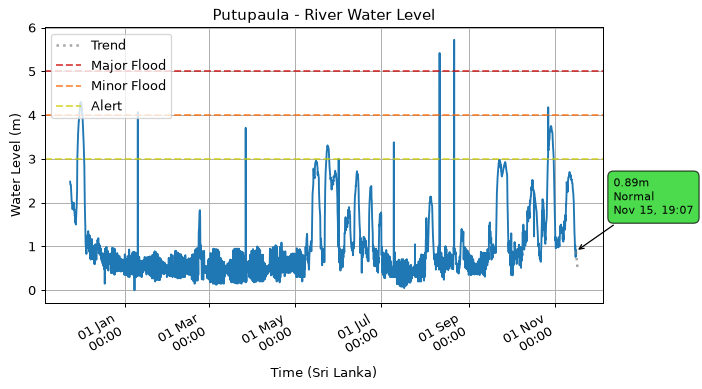 Putupaula - River Water Level
6
5
4
3
2
1
0
Water Level (m)
Trend
Major Flood
Minor Flood
Alert
0.89m
Normal
Nov 15, 19:07
01 Jan
00:00
01 Mar
00:00
01 May
00:00
01 Jul
00:00
01 Sep
00:00
01 Nov
00:00
Time (Sri Lanka)